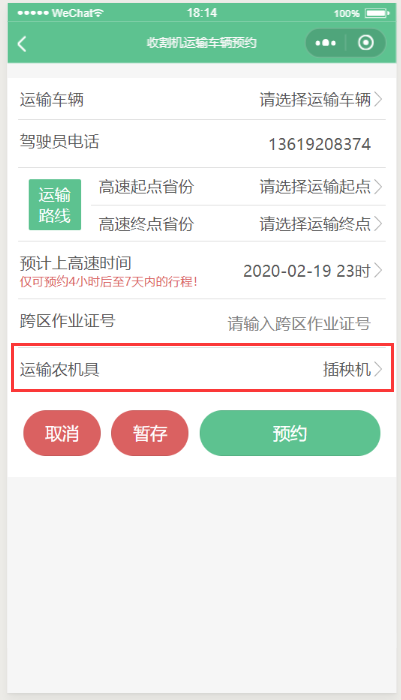 WeChat 18:14 100%
收割机运输车辆预约
运输车辆 请选择运输车辆
驾驶员电话 13619208374
运输
路线
高速起点省份 请选择运输起点
高速终点省份 请选择运输终点
预计上高速时间 2020-02-19 23时
仅可预约4小时后至7天内的行程!
跨区作业证号 请输入跨区作业证号
运输农机具 插秧机
取消 暂存 预约